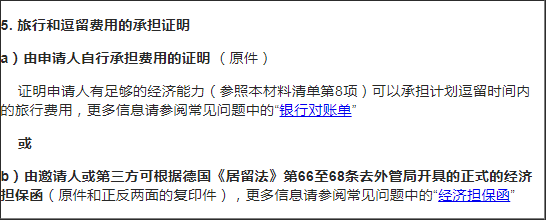 5. 旅行和逗留费用的承担证明
a）由申请人自行承担费用的证明 （原件）
证明申请人有足够的经济能力（参照本材料清单第8项）可以承担计划逗留时间内
的旅行费用，更多信息请参阅常见问题中的“银行对账单”
或
b）由邀请人或第三方可根据德国《居留法》第66至68条去外管局开具的正式的经济
担保函（原件和正反两面的复印件），更多信息请参阅常见问题中的“经济担保函”